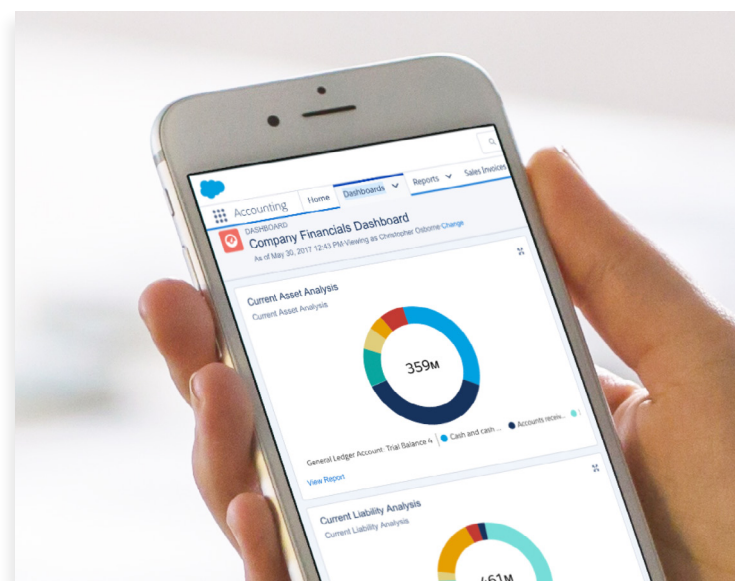 Accounting Home Dashboards Reports Sales Invoices
DASHBOARD
Company Financials Dashboard
As of May 30, 2017 12:43 PM·Viewing as Christopher Osborne Change
Current Asset Analysis
Current Asset Analysis
359M
General Ledger Account: Trial Balance 4 Cash and cash ... Accounts receiv...
View Report
Current Liability Analysis
Current Liability Analysis
461M